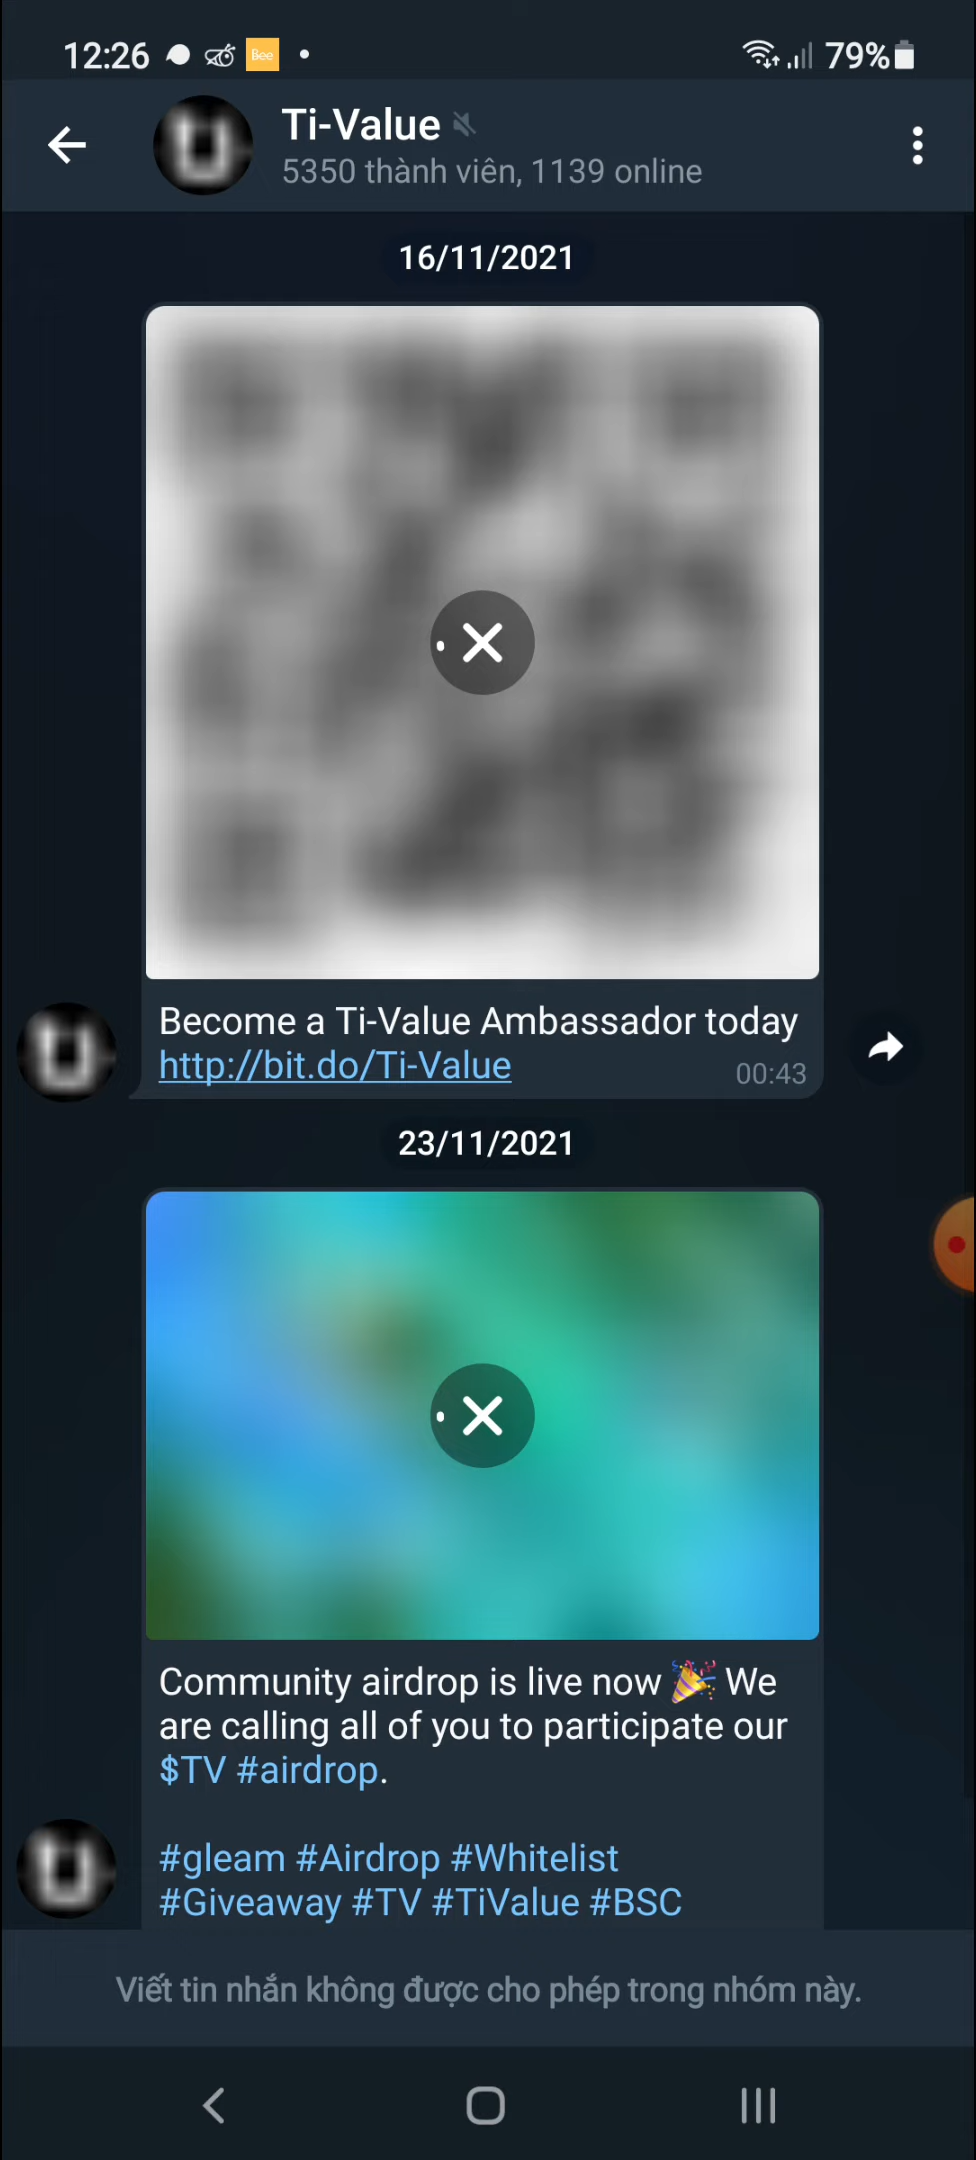 12:26
Bee
79%
Ti-Value
5350 thành viên, 1139 online
16/11/2021
Become a Ti-Value Ambassador today
http://bit.do/Ti-Value
00:43
23/11/2021
Community airdrop is live now 🎉 We
are calling all of you to participate our
$TV #airdrop.
#gleam #Airdrop #Whitelist
#Giveaway #TV #TiValue #BSC
Viết tin nhắn không được cho phép trong nhóm này.